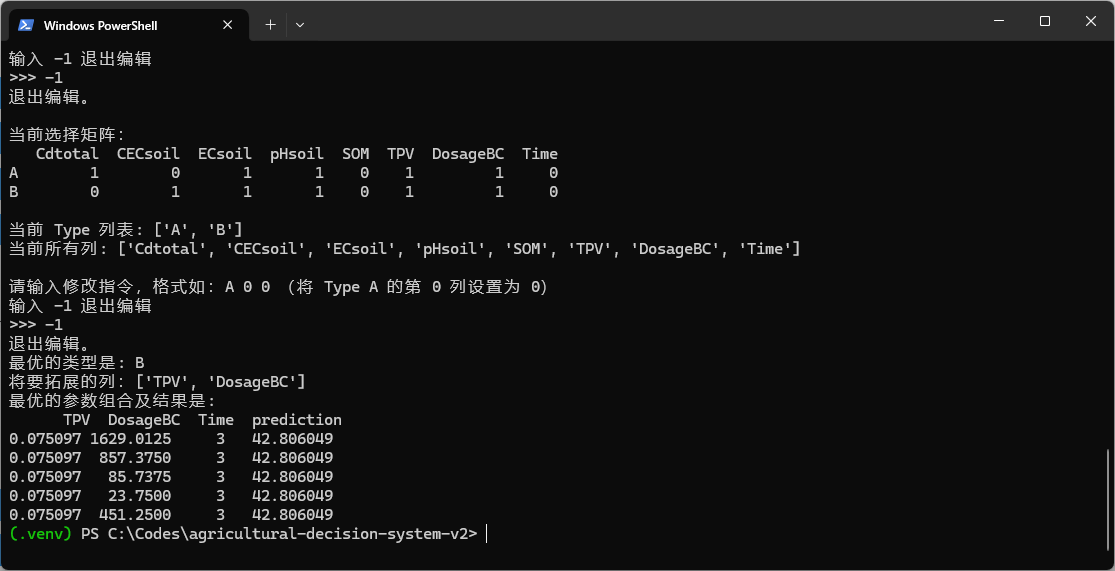 Windows PowerShell
输入 -1 退出编辑
>>> -1
退出编辑。
当前选择矩阵:
Cdtotal CECsoil ECsoil pHsoil SOM TPV DosageBC Time
A 1 0 1 1 0 1 1 0
B 0 1 1 1 0 1 1 0
当前 Type 列表: ['A', 'B']
当前所有列: ['Cdtotal', 'CECsoil', 'ECsoil', 'pHsoil', 'SOM', 'TPV', 'DosageBC', 'Time']
请输入修改指令, 格式如: A 0 0 （将 Type A 的第 0 列设置为 0）
输入 -1 退出编辑
>>> -1
退出编辑。
最优的类型是: B
将要拓展的列: ['TPV', 'DosageBC']
最优的参数组合及结果是:
TPV DosageBC Time prediction
0.075097 1629.0125 3 42.806049
0.075097 857.3750 3 42.806049
0.075097 85.7375 3 42.806049
0.075097 23.7500 3 42.806049
0.075097 451.2500 3 42.806049
(.venv) PS C:\Codes\agricultural-decision-system-v2>